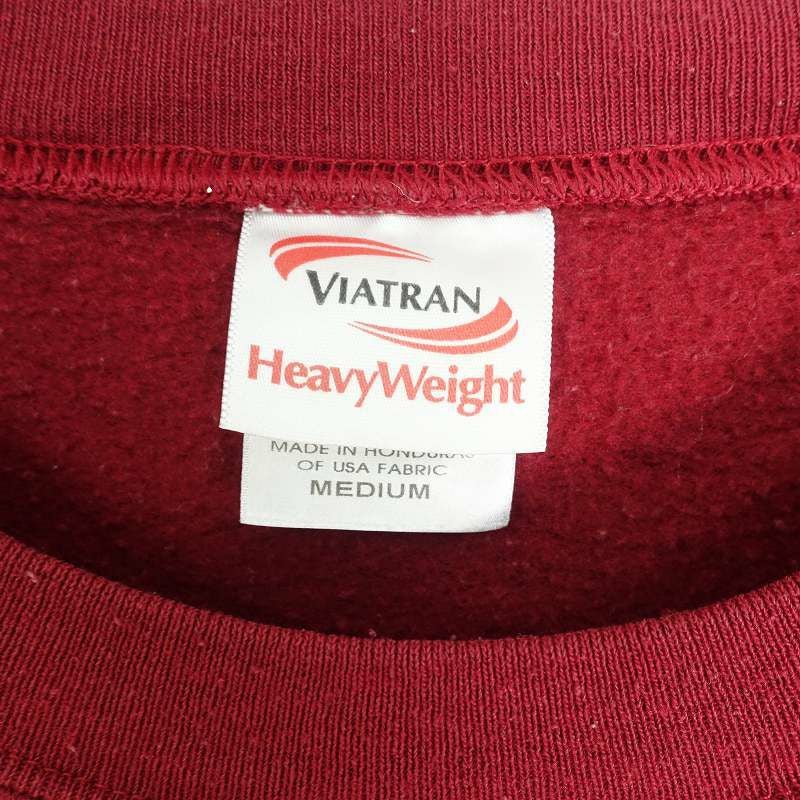 VIATRAN
HeavyWeight
MADE IN HONDURAS
OF USA FABRIC
MEDIUM